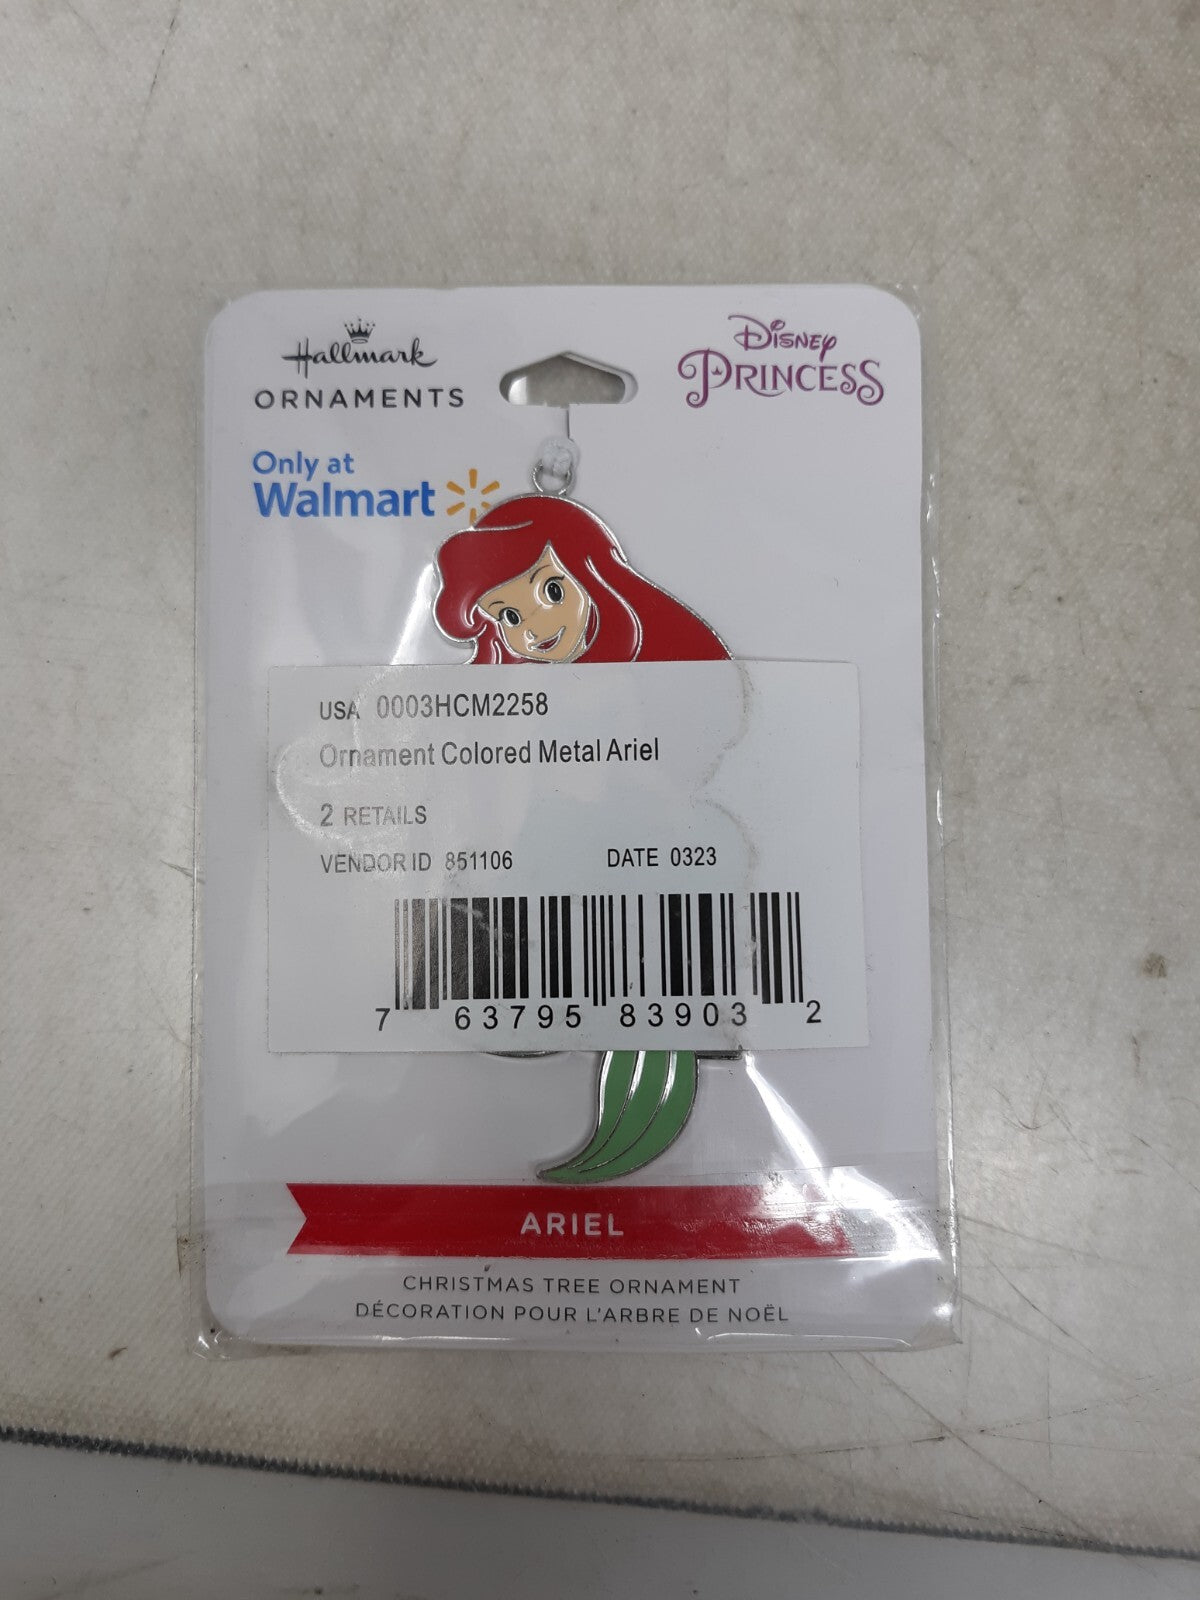 Hallmark
ORNAMENTS
DISNEY
PRINCESS
Only at
Walmart
USA 0003HCM2258
Ornament Colored Metal Ariel
2 RETAILS
VENDOR ID 851106 DATE 0323
7 63795 83903 2
ARIEL
CHRISTMAS TREE ORNAMENT
DÉCORATION POUR L'ARBRE DE NOËL